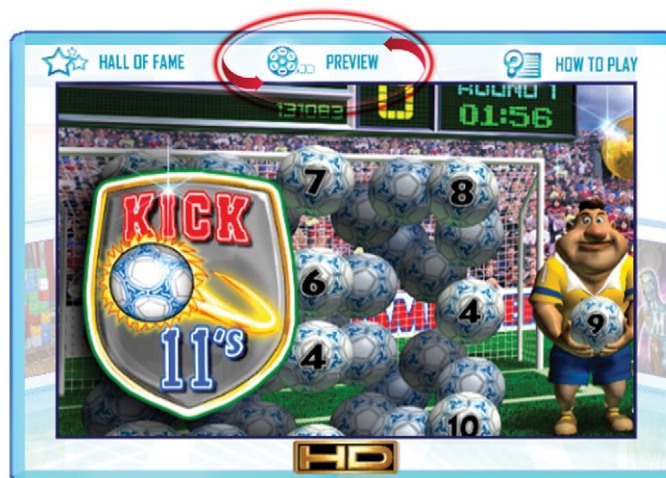 HALL OF FAME
PREVIEW
HOW TO PLAY
131083
0
ROUND 1
01:56
KICK
11's
7
8
6
4
4
9
10
HD